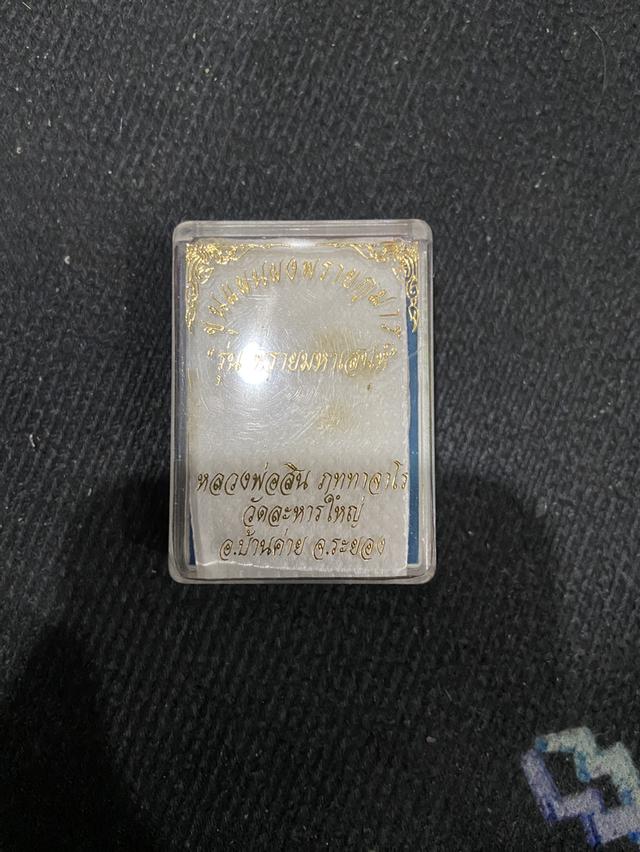 ขุนแผนผงพรายกุมาร
"รุ่น พรายมหาเสน่ห์"
หลวงพ่อสิน ภททาจาโร
วัดละหารใหญ่
อ.บ้านค่าย จ.ระยอง